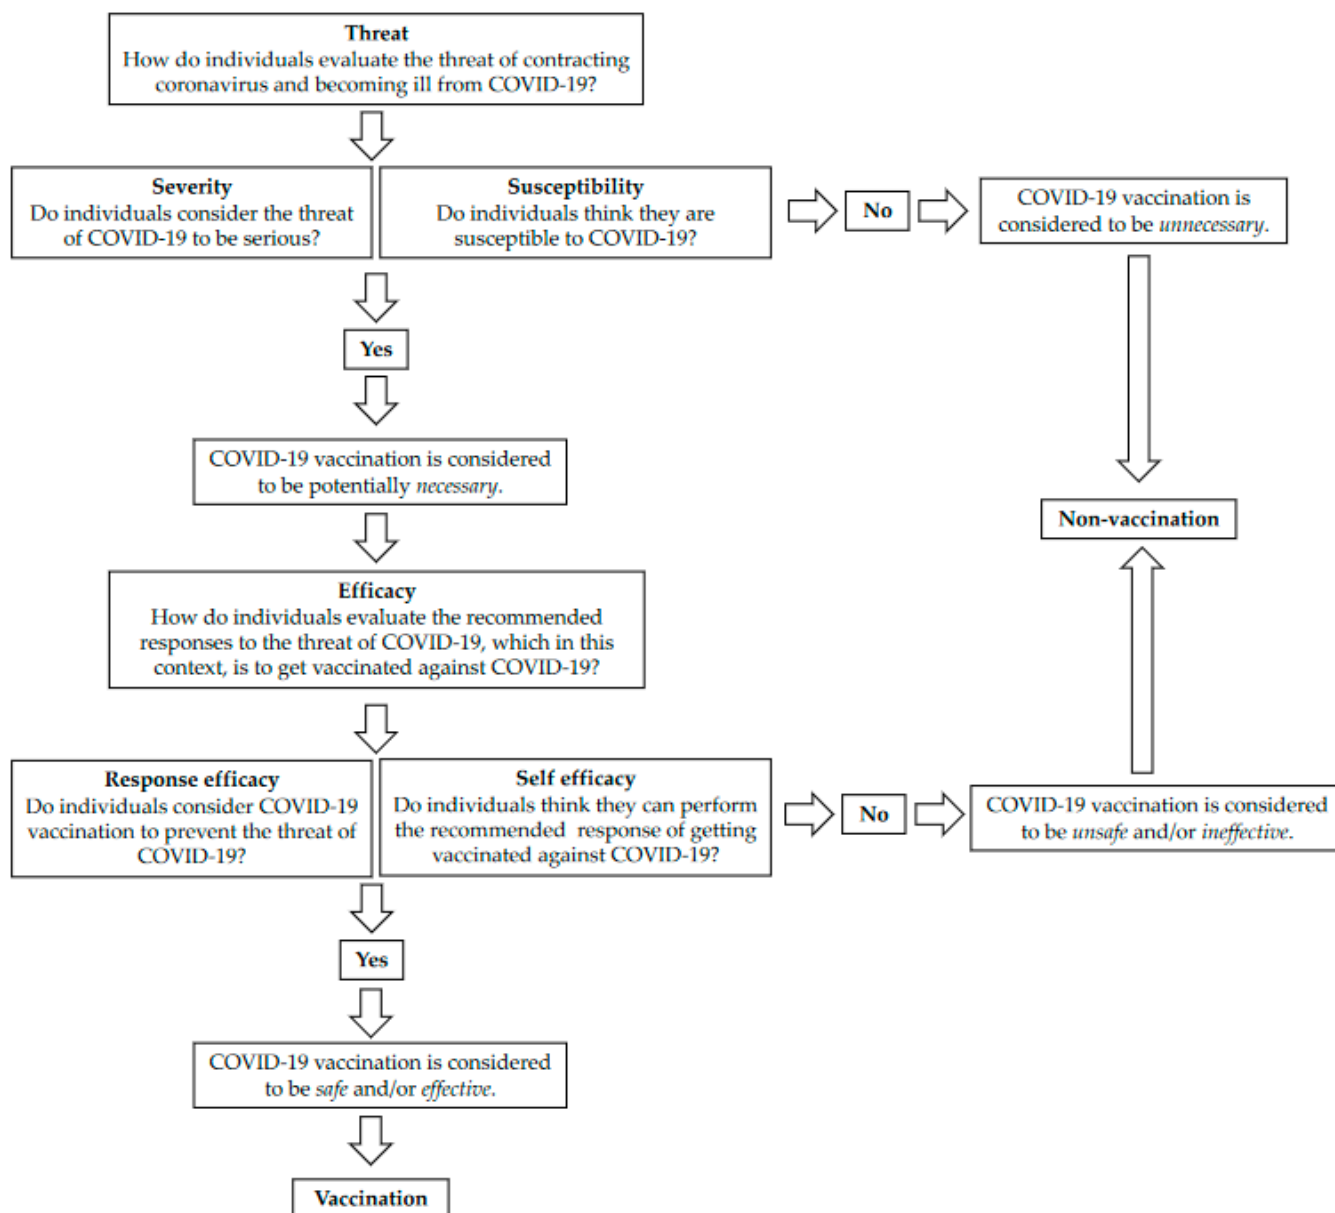 Threat
How do individuals evaluate the threat of contracting
coronavirus and becoming ill from COVID-19?
Severity
Do individuals consider the threat
of COVID-19 to be serious?
Susceptibility
Do individuals think they are
susceptible to COVID-19?
No
COVID-19 vaccination is
considered to be unnecessary.
Yes
COVID-19 vaccination is considered
to be potentially necessary.
Non-vaccination
Efficacy
How do individuals evaluate the recommended
responses to the threat of COVID-19, which in this
context, is to get vaccinated against COVID-19?
Response efficacy
Do individuals consider COVID-19
vaccination to prevent the threat of
COVID-19?
Self efficacy
Do individuals think they can perform
the recommended response of getting
vaccinated against COVID-19?
No
COVID-19 vaccination is considered
to be unsafe and/or ineffective.
Yes
COVID-19 vaccination is considered
to be safe and/or effective.
Vaccination